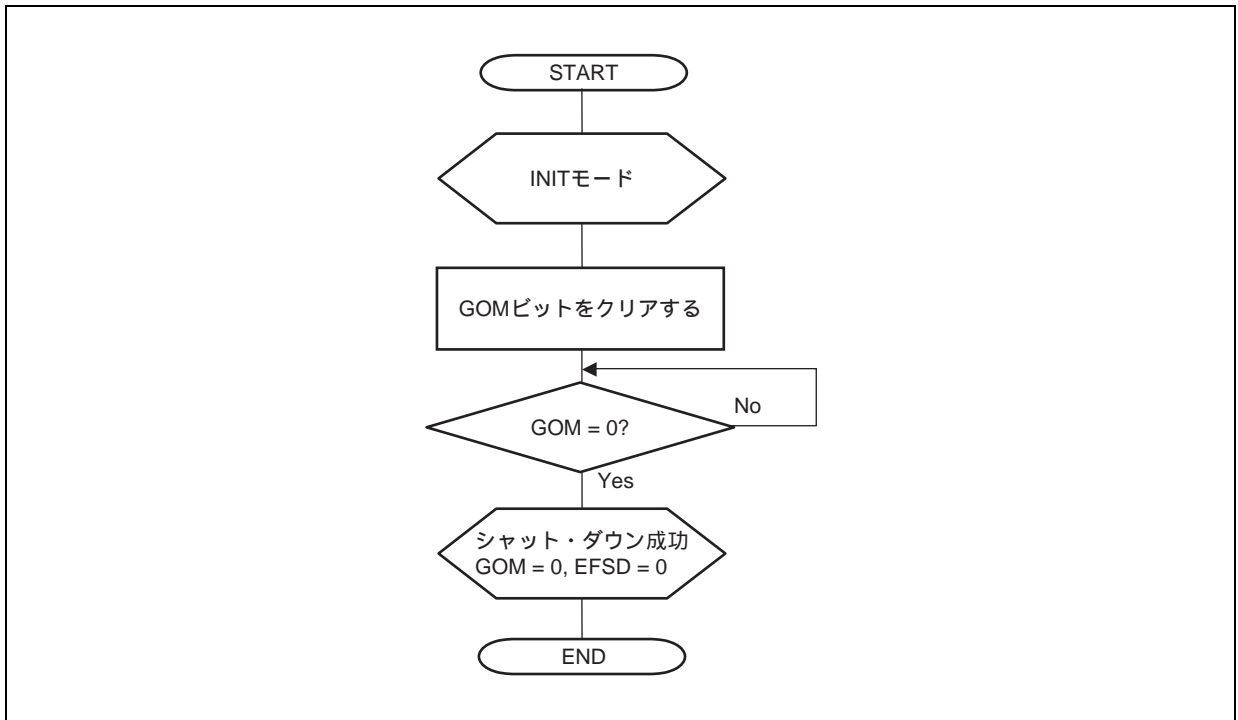 START
INITモード
GOMビットをクリアする
No
GOM = 0?
Yes
シャット・ダウン成功
GOM = 0, EFSD = 0
END